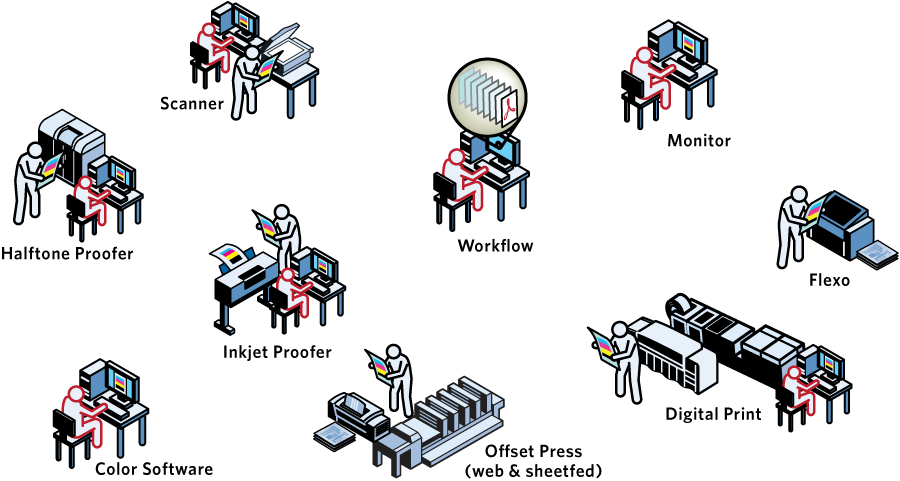 Scanner
Monitor
Halftone Proofer
Workflow
Flexo
Inkjet Proofer
Digital Print
Color Software
Offset Press
(web & sheetfed)